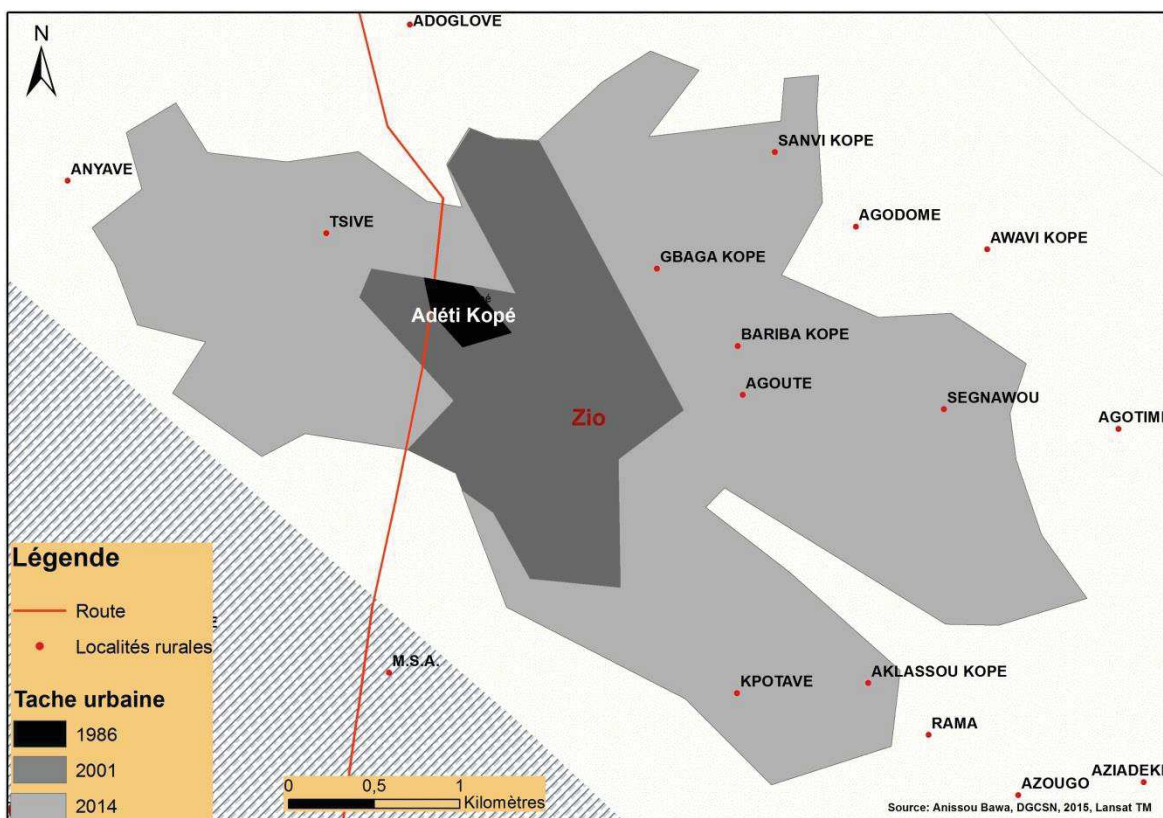 N
ADOGLOVE
SANVI KOPE
ANYAVE
TSIVE
AGODOME
AWAVI KOPE
GBAGA KOPE
Adéti Kopé
BARIBA KOPE
AGOUTE
SEGNAWOU
Zio
AGOTIME
Légende
Route
Localités rurales
M.S.A.
AKLASSOU KOPE
KPOTAVE
Tache urbaine
RAMA
1986
2001
2014
0 0,5 1
Kilomètres
AZIADEKE
AZOUGO
Source: Anissou Bawa, DGCSN, 2015, Lansat TM